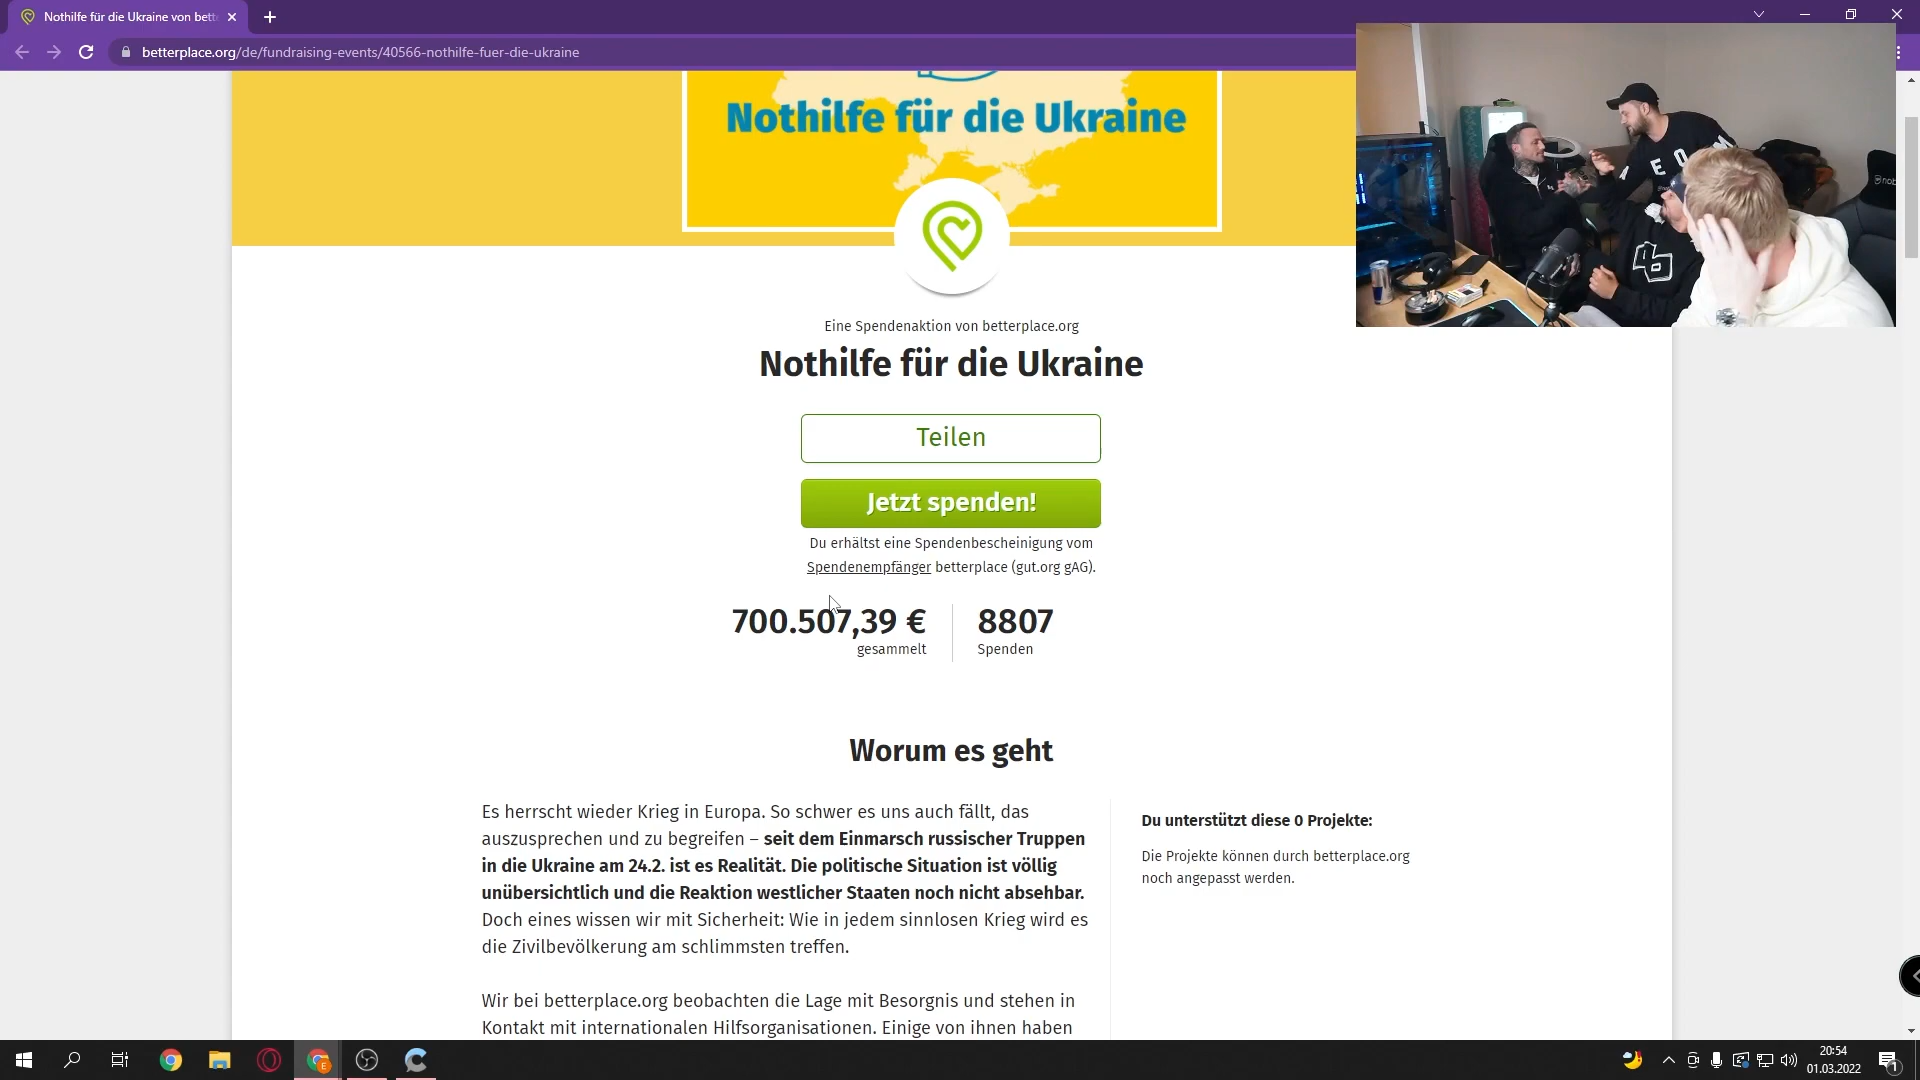 Nothilfe für die Ukraine von bett
betterplace.org/de/fundraising-events/40566-nothilfe-fuer-die-ukraine
Nothilfe für die Ukraine
Eine Spendenaktion von betterplace.org
Nothilfe für die Ukraine
Teilen
Jetzt spenden!
Du erhältst eine Spendenbescheinigung vom
Spendenempfänger betterplace (gut.org gAG).
700.507,39 € 8807
gesammelt Spenden
Worum es geht
Es herrscht wieder Krieg in Europa. So schwer es uns auch fällt, das
auszusprechen und zu begreifen – seit dem Einmarsch russischer Truppen
in die Ukraine am 24.2. ist es Realität. Die politische Situation ist völlig
unübersichtlich und die Reaktion westlicher Staaten noch nicht absehbar.
Doch eines wissen wir mit Sicherheit: Wie in jedem sinnlosen Krieg wird es
die Zivilbevölkerung am schlimmsten treffen.
Wir bei betterplace.org beobachten die Lage mit Besorgnis und stehen in
Kontakt mit internationalen Hilfsorganisationen. Einige von ihnen haben
Du unterstützt diese 0 Projekte:
Die Projekte können durch betterplace.org
noch angepasst werden.
20:54
01.03.2022
1